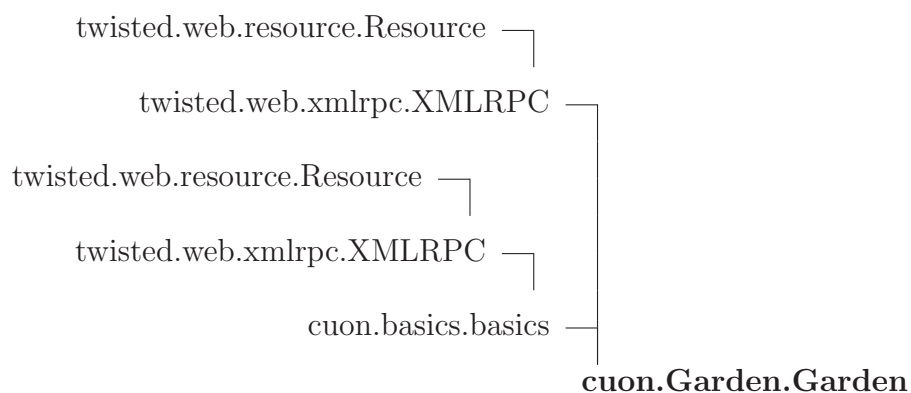 twisted.web.resource.Resource
twisted.web.xmlrpc.XMLRPC
twisted.web.resource.Resource
twisted.web.xmlrpc.XMLRPC
cuon.basics.basics
cuon.Garden.Garden